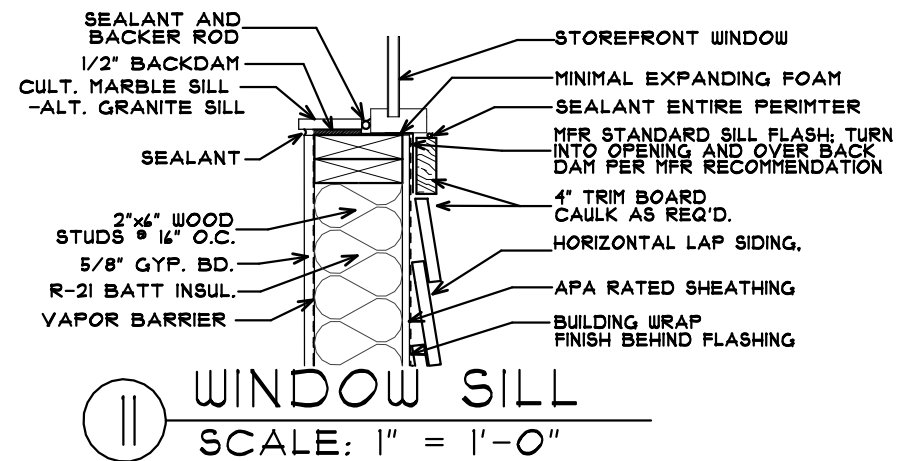 SEALANT AND
BACKER ROD
1/2" BACKDAM
CULT. MARBLE SILL
-ALT. GRANITE SILL
SEALANT
2"x6" WOOD
STUDS @ 16" O.C.
5/8" GYP. BD.
R-21 BATT INSUL.
VAPOR BARRIER
STOREFRONT WINDOW
MINIMAL EXPANDING FOAM
SEALANT ENTIRE PERIMTER
MFR STANDARD SILL FLASH; TURN
INTO OPENING AND OVER BACK
DAM PER MFR RECOMMENDATION
4" TRIM BOARD
CAULK AS REQ'D.
HORIZONTAL LAP SIDING,
APA RATED SHEATHING
BUILDING WRAP
FINISH BEHIND FLASHING
11 WINDOW SILL
SCALE: 1" = 1'-0"